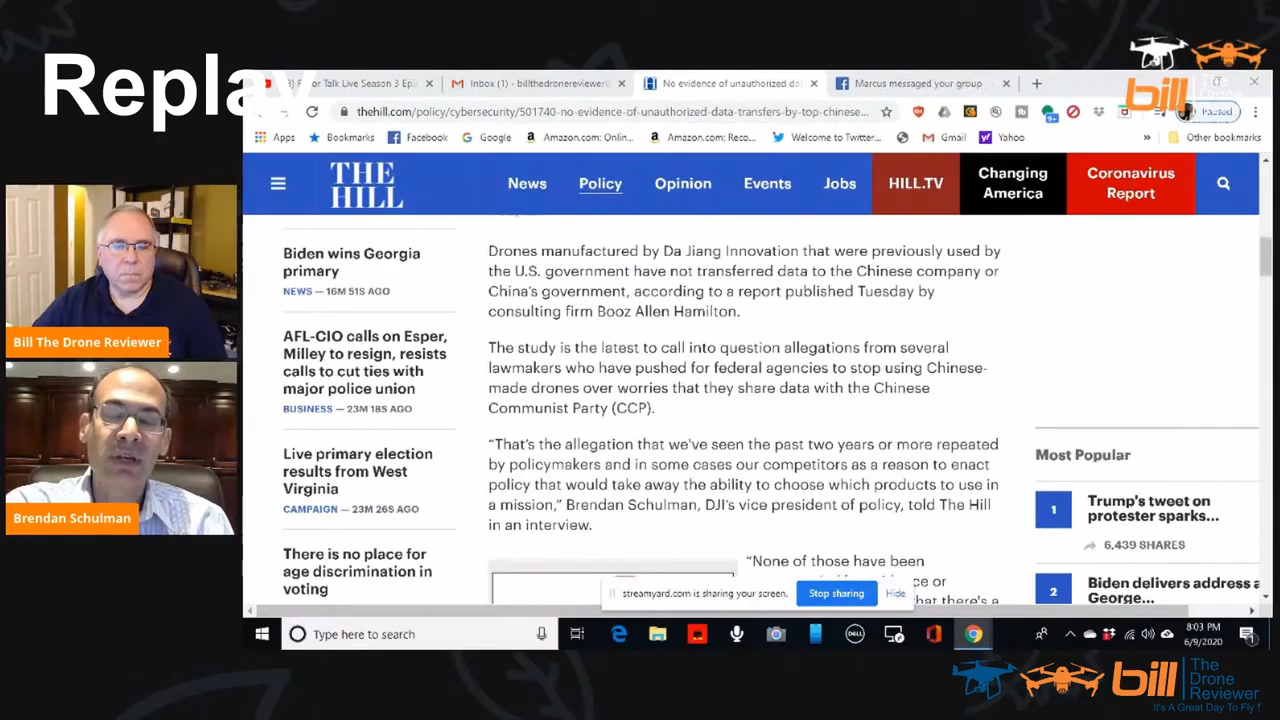 Replay
or Talk Live Season 3 Epi
Inbox (1) - billthedronereviewer
No evidence of unauthorized da
Marcus messaged your group
thehill.com/policy/cybersecurity/501740-no-evidence-of-unauthorized-data-transfers-by-top-chinese...
Paused
Apps
Bookmarks
Facebook
Google
Amazon.com: Onlin...
Amazon.com: Reco...
Welcome to Twitter...
Gmail
Yahoo
Other bookmarks
bill
THE
HILL
News
Policy
Opinion
Events
Jobs
HILL.TV
Changing
America
Coronavirus
Report
Biden wins Georgia
primary
NEWS — 16M 51S AGO
AFL-CIO calls on Esper,
Milley to resign, resists
calls to cut ties with
major police union
BUSINESS — 23M 18S AGO
Live primary election
results from West
Virginia
CAMPAIGN — 23M 26S AGO
There is no place for
age discrimination in
voting
Drones manufactured by Da Jiang Innovation that were previously used by
the U.S. government have not transferred data to the Chinese company or
China's government, according to a report published Tuesday by
consulting firm Booz Allen Hamilton.
The study is the latest to call into question allegations from several
lawmakers who have pushed for federal agencies to stop using Chinese-
made drones over worries that they share data with the Chinese
Communist Party (CCP).
“That's the allegation that we've seen the past two years or more repeated
by policymakers and in some cases our competitors as a reason to enact
policy that would take away the ability to choose which products to use in
a mission,” Brendan Schulman, DJI's vice president of policy, told The Hill
in an interview.
“None of those have been
that there's a
Most Popular
1
Trump's tweet on
protester sparks...
6,439 SHARES
2
Biden delivers address a
George...
streamyard.com is sharing your screen.
Stop sharing
Hide
Bill The Drone Reviewer
Brendan Schulman
Type here to search
DELL
8:03 PM
6/9/2020
bill
The
Drone
Reviewer
It's A Great Day To Fly !